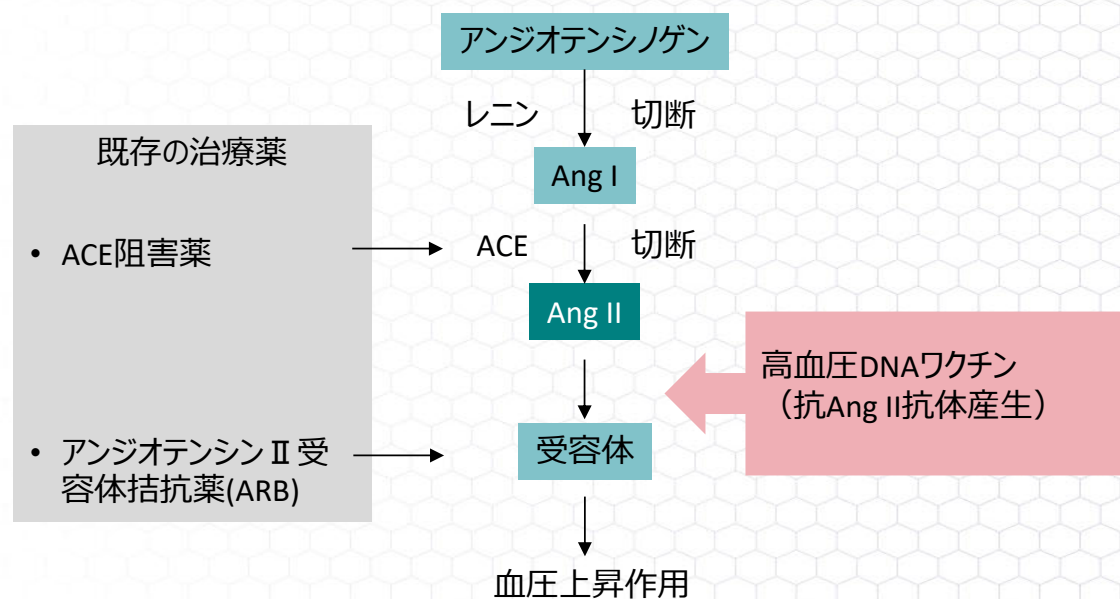 アンジオテンシノゲン
レニン 切断
既存の治療薬
Ang I
• ACE阻害薬
ACE 切断
Ang II
高血圧DNAワクチン
（抗Ang II抗体産生）
• アンジオテンシン Ⅱ 受
容体拮抗薬(ARB)
受容体
血圧上昇作用